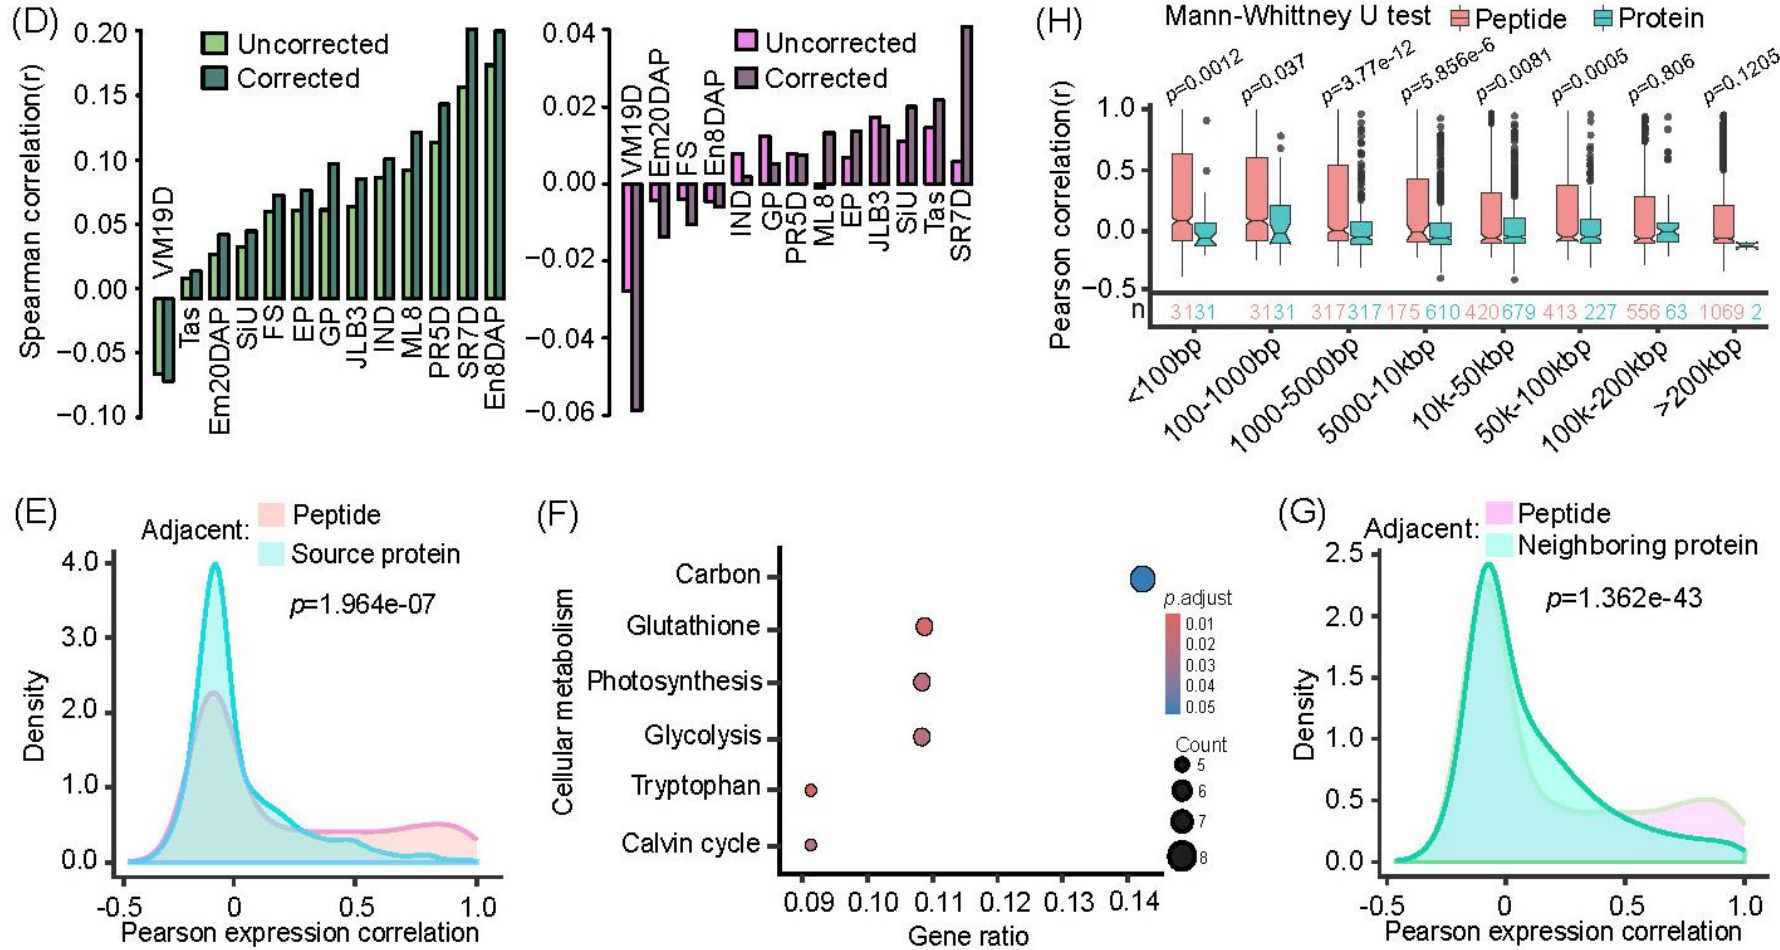 (D)
Spearman correlation(r)
0.20
0.15
0.10
0.05
0.00
−0.05
−0.10
Uncorrected
Corrected
VM19D
Tas
Em20DAP
SiU
FS
EP
GP
JLB3
IND
ML8
PR5D
SR7D
En8DAP
0.04
0.02
0.00
−0.02
−0.04
−0.06
Uncorrected
Corrected
VM19D
Em20DAP
FS
En8DAP
IND
GP
PR5D
ML8
EP
JLB3
SiU
Tas
SR7D
(H)
Mann-Whittney U test
Peptide
Protein
p=0.0012
p=0.037
p=3.77e-12
p=5.856e-6
p=0.0081
p=0.0005
p=0.806
p=0.1205
Pearson correlation(r)
1.0
0.5
0.0
−0.5
n
31 31 31 31 317 317 175 610 420 679 413 227 556 63 1069 2
<100bp
100-1000bp
1000-5000bp
5000-10kbp
10k-50kbp
50k-100kbp
100k-200kbp
>200kbp
(E)
Adjacent:
Peptide
Source protein
p=1.964e-07
Density
4.0
3.0
2.0
1.0
0.0
-0.5 0 0.5 1.0
Pearson expression correlation
(F)
Cellular metabolism
Carbon
Glutathione
Photosynthesis
Glycolysis
Tryptophan
Calvin cycle
0.09 0.10 0.11 0.12 0.13 0.14
Gene ratio
p.adjust
0.01
0.02
0.03
0.04
0.05
Count
5
6
7
8
(G)
Adjacent:
Peptide
Neighboring protein
p=1.362e-43
Density
2.5
2.0
1.5
1.0
0.5
0.0
-0.5 0 0.5 1.0
Pearson expression correlation